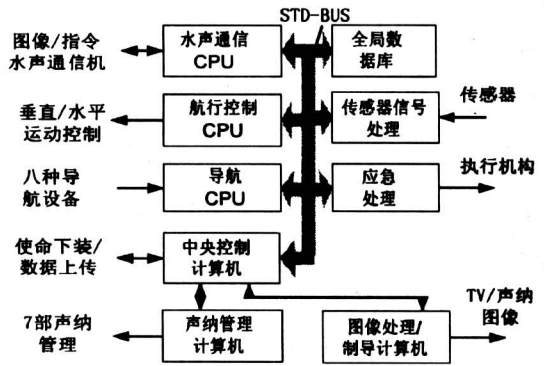 STD-BUS
图像/指令
水声通信机
水声通信
CPU
全局数
据库
垂直/水平
运动控制
航行控制
CPU
传感器信号
处理
传感器
八种导
航设备
导航
CPU
应急
处理
执行机构
使命下装/
数据上传
中央控制
计算机
7部声纳
管理
声纳管理
计算机
图像处理/
制导计算机
TV/声纳
图像